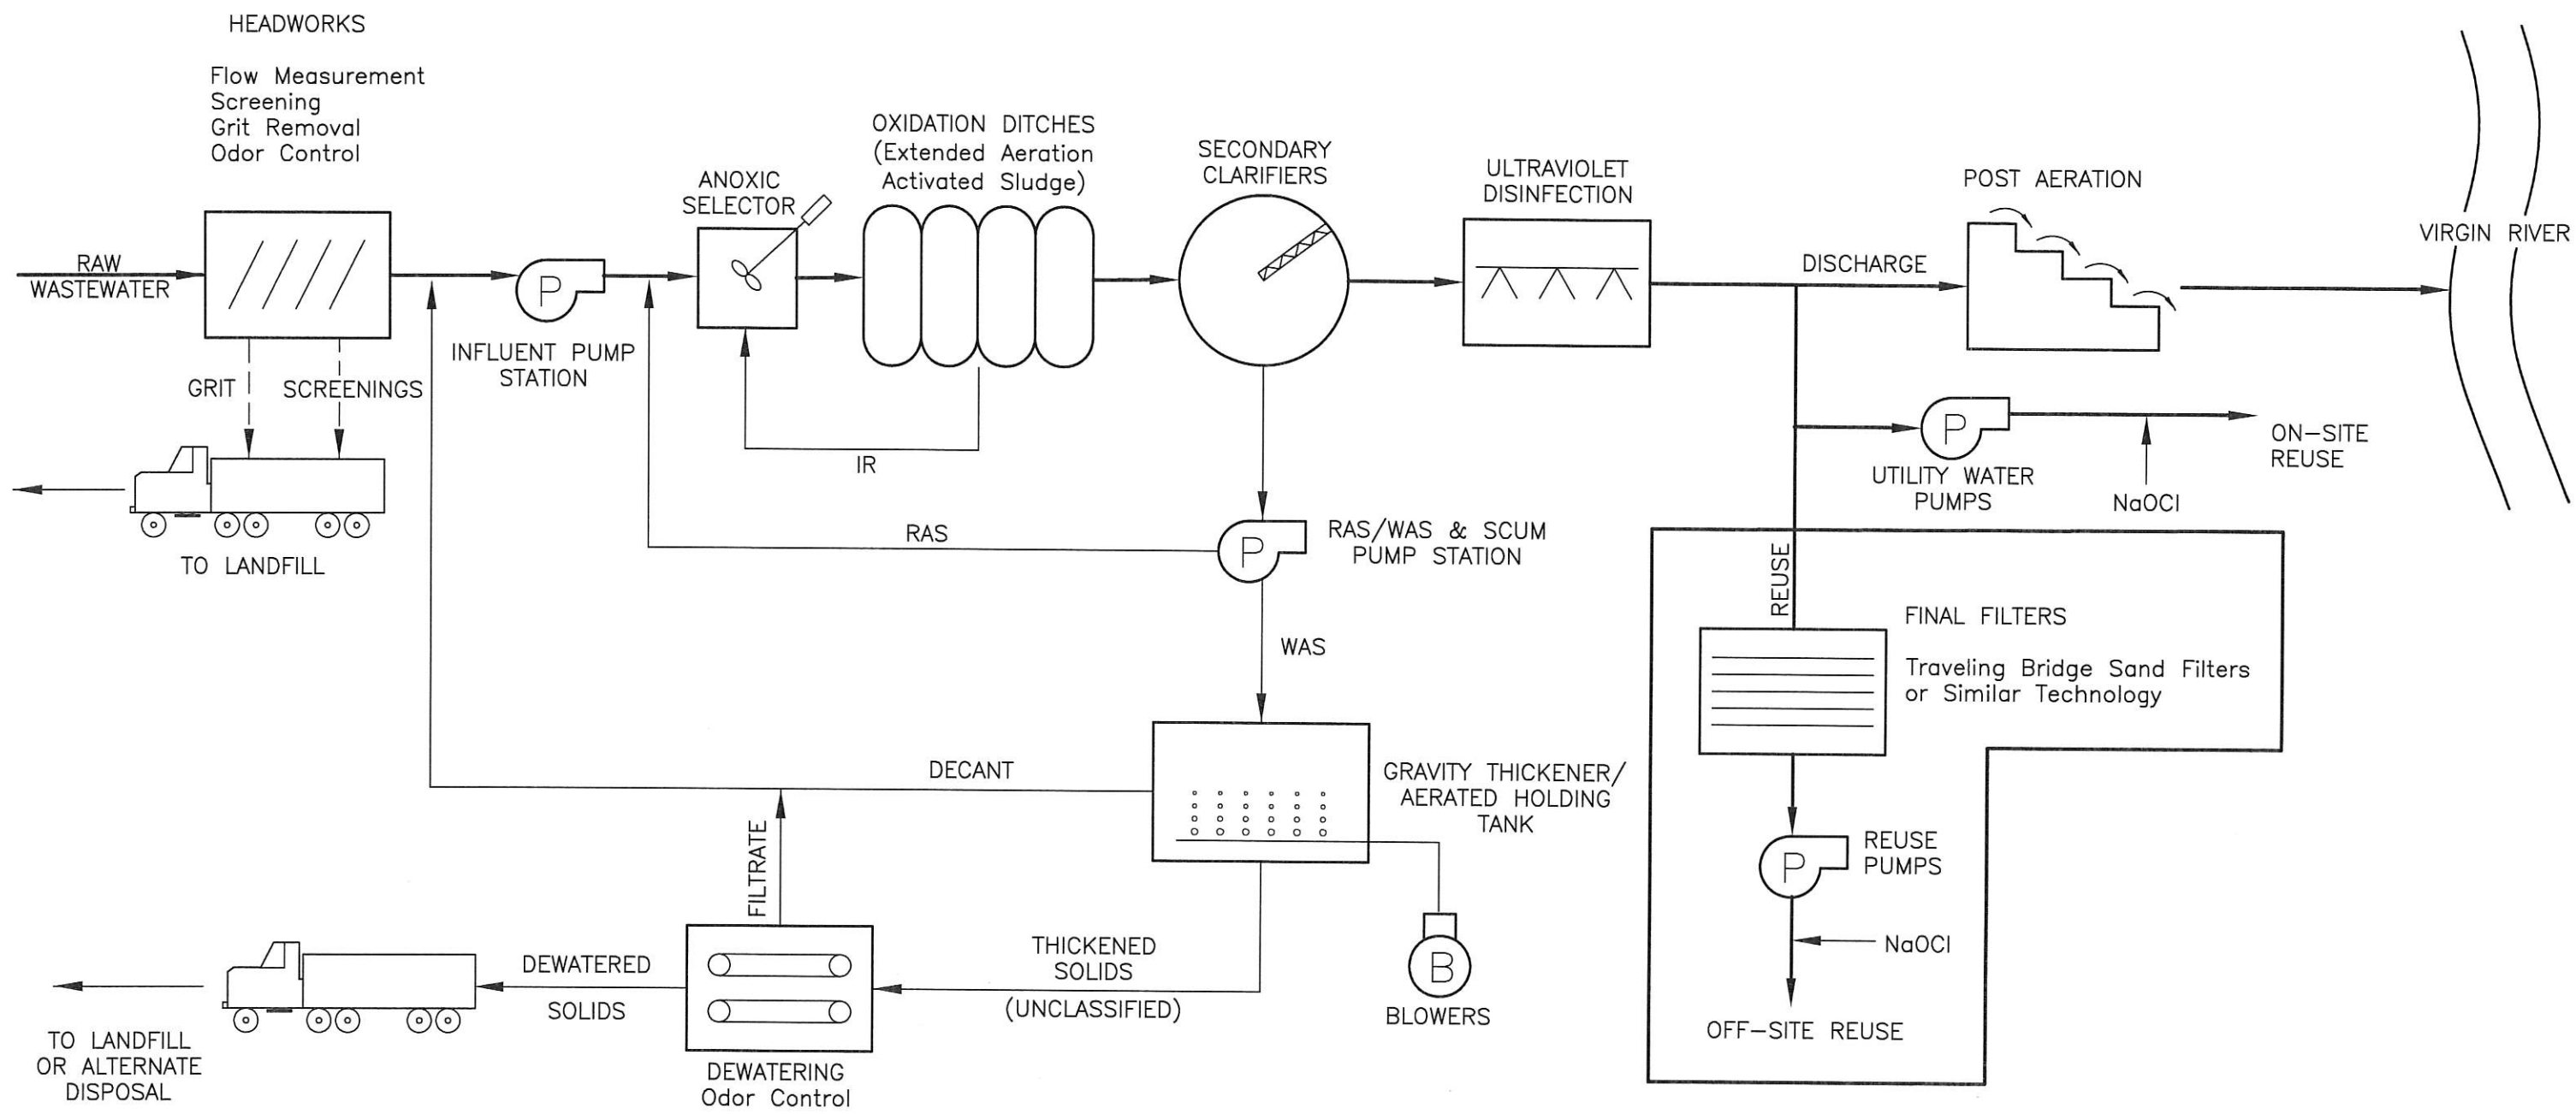 HEADWORKS
Flow Measurement
Screening
Grit Removal
Odor Control
RAW
WASTEWATER
GRIT
SCREENINGS
TO LANDFILL
P
INFLUENT PUMP
STATION
ANOXIC
SELECTOR
OXIDATION DITCHES
(Extended Aeration
Activated Sludge)
IR
RAS
SECONDARY
CLARIFIERS
P
RAS/WAS & SCUM
PUMP STATION
WAS
ULTRAVIOLET
DISINFECTION
DISCHARGE
POST AERATION
VIRGIN RIVER
P
UTILITY WATER
PUMPS
NaOCl
ON-SITE
REUSE
REUSE
FINAL FILTERS
Traveling Bridge Sand Filters
or Similar Technology
P
REUSE
PUMPS
NaOCl
OFF-SITE REUSE
DECANT
GRAVITY THICKENER/
AERATED HOLDING
TANK
B
BLOWERS
THICKENED
SOLIDS
(UNCLASSIFIED)
FILTRATE
DEWATERING
Odor Control
DEWATERED
SOLIDS
TO LANDFILL
OR ALTERNATE
DISPOSAL